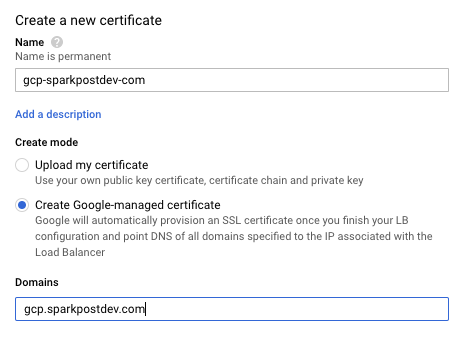 Create a new certificate
Name ?
Name is permanent
gcp-sparkpostdev-com
Add a description
Create mode
Upload my certificate
Use your own public key certificate, certificate chain and private key
Create Google-managed certificate
Google will automatically provision an SSL certificate once you finish your LB
configuration and point DNS of all domains specified to the IP associated with the
Load Balancer
Domains
gcp.sparkpostdev.com